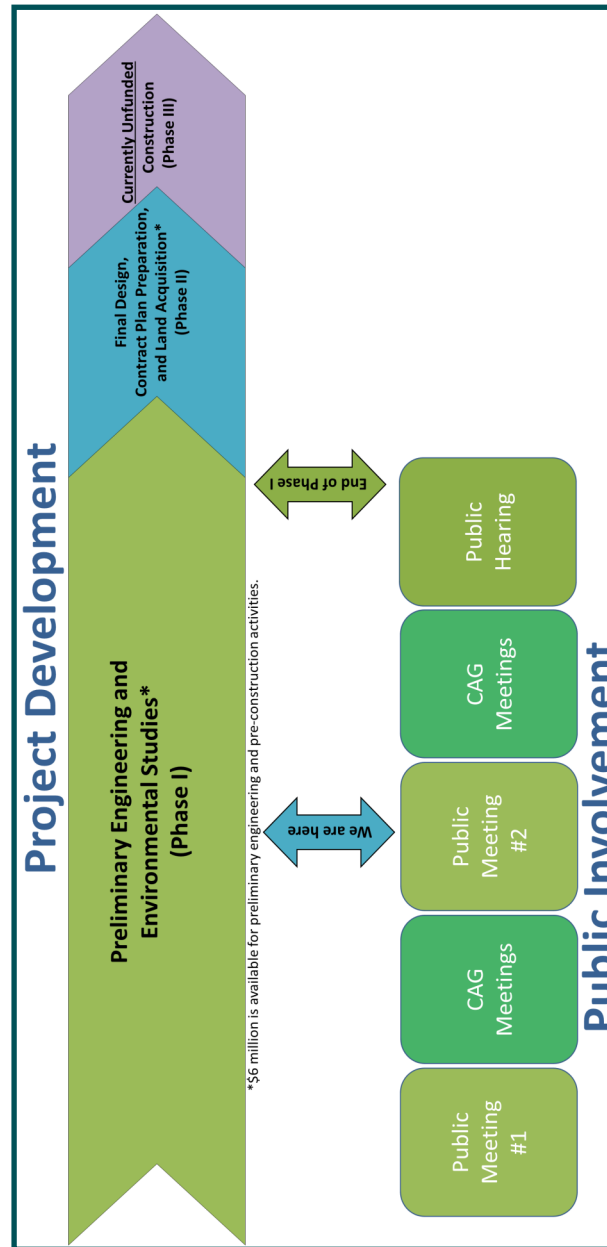 Project Development
Preliminary Engineering and
Environmental Studies*
(Phase I)
Final Design,
Contract Plan Preparation,
and Land Acquisition*
(Phase II)
Currently Unfunded
Construction
(Phase III)
*$6 million is available for preliminary engineering and pre-construction activities.
We are here
End of Phase I
Public
Meeting
#1
CAG
Meetings
Public
Meeting
#2
CAG
Meetings
Public
Hearing
Public Involvement